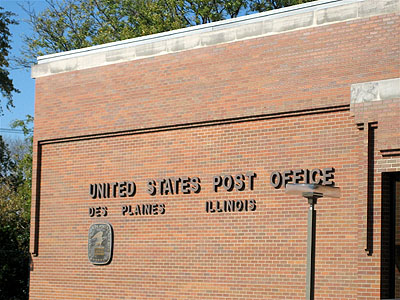 UNITED STATES POST OFFICE
DES PLAINES ILLINOIS